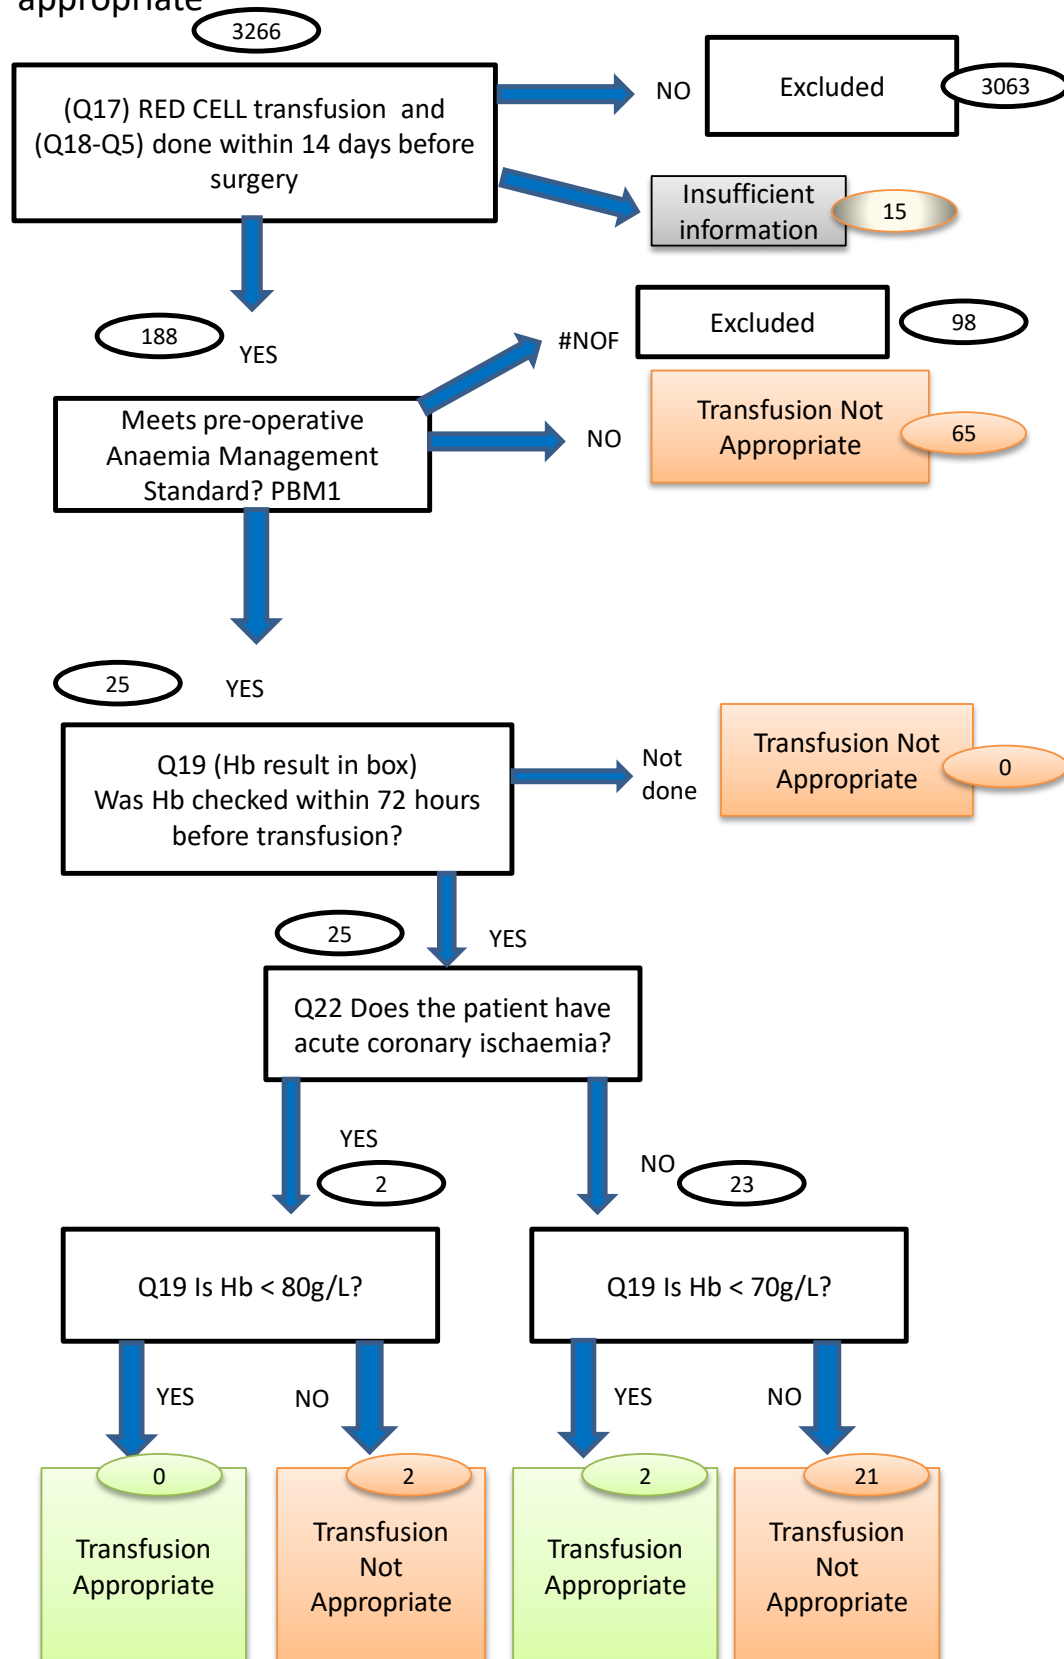 appropriate
3266
(Q17) RED CELL transfusion and
(Q18-Q5) done within 14 days before
surgery
NO
Excluded
3063
Insufficient
information
15
188
YES
#NOF
Excluded
98
Meets pre-operative
Anaemia Management
Standard? PBM1
NO
Transfusion Not
Appropriate
65
25
YES
Q19 (Hb result in box)
Was Hb checked within 72 hours
before transfusion?
Not
done
Transfusion Not
Appropriate
0
25
YES
Q22 Does the patient have
acute coronary ischaemia?
YES
2
NO
23
Q19 Is Hb < 80g/L?
Q19 Is Hb < 70g/L?
YES
NO
YES
NO
0
Transfusion
Appropriate
2
Transfusion
Not
Appropriate
2
Transfusion
Appropriate
21
Transfusion
Not
Appropriate